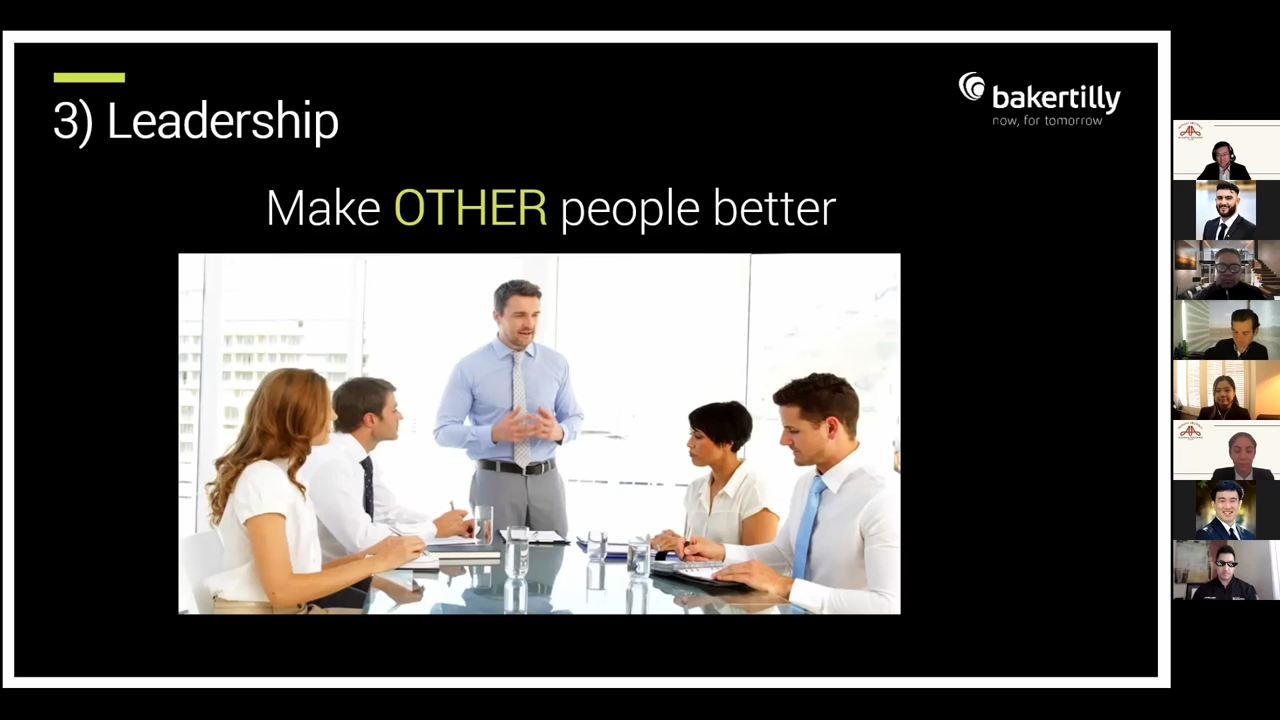 3) Leadership
bakertilly
now, for tomorrow
Make OTHER people better